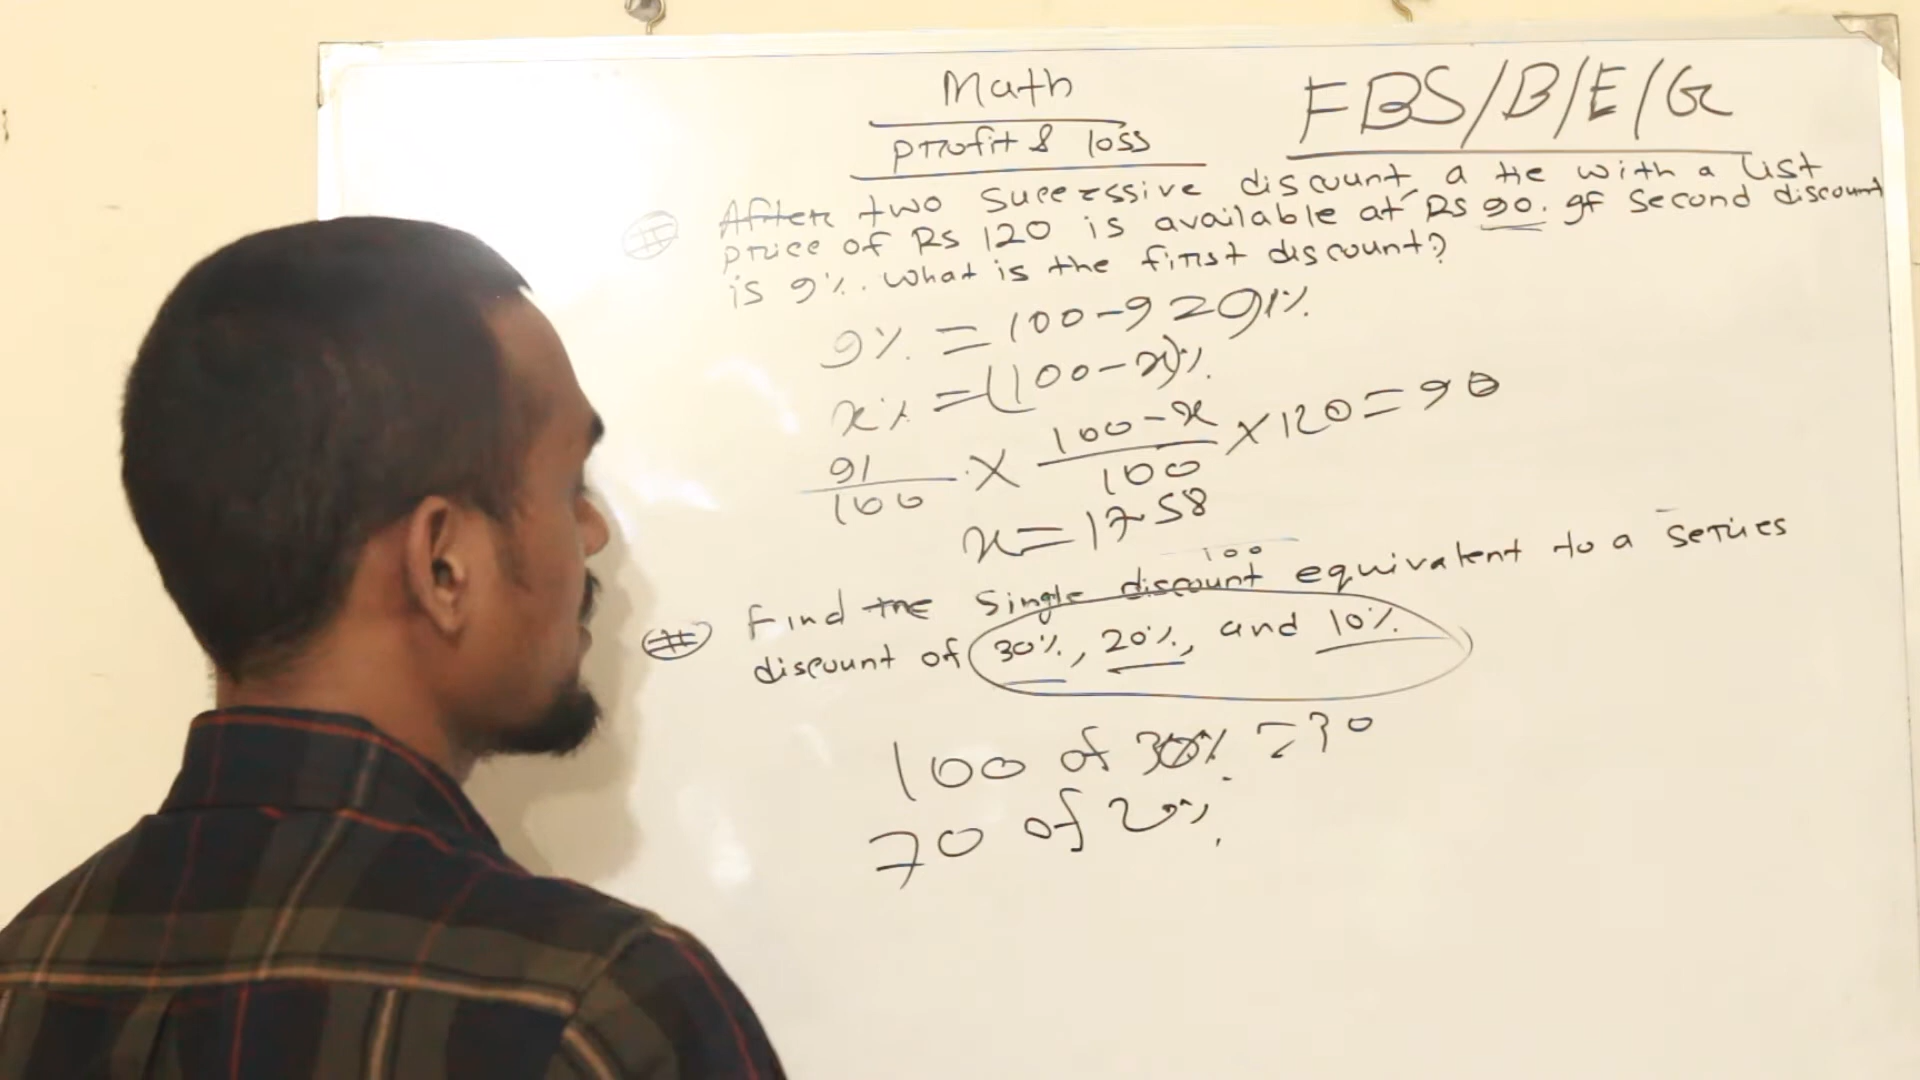 Math
FBS/B/E/G
profit & loss
After two Sucessive discount a tie with a list
price of Rs 120 is available at Rs 90. If Second discount
is 9%. What is the first discount?
9% = 100-9 = 91%
x% = (100-x)%
91/100 × 100-x/100 × 120 = 90
x = 17.58
100
Find the Single discount equivalent to a Series
discount of 30%, 20%, and 10%.
100 of 30% = 30
70 of 20%